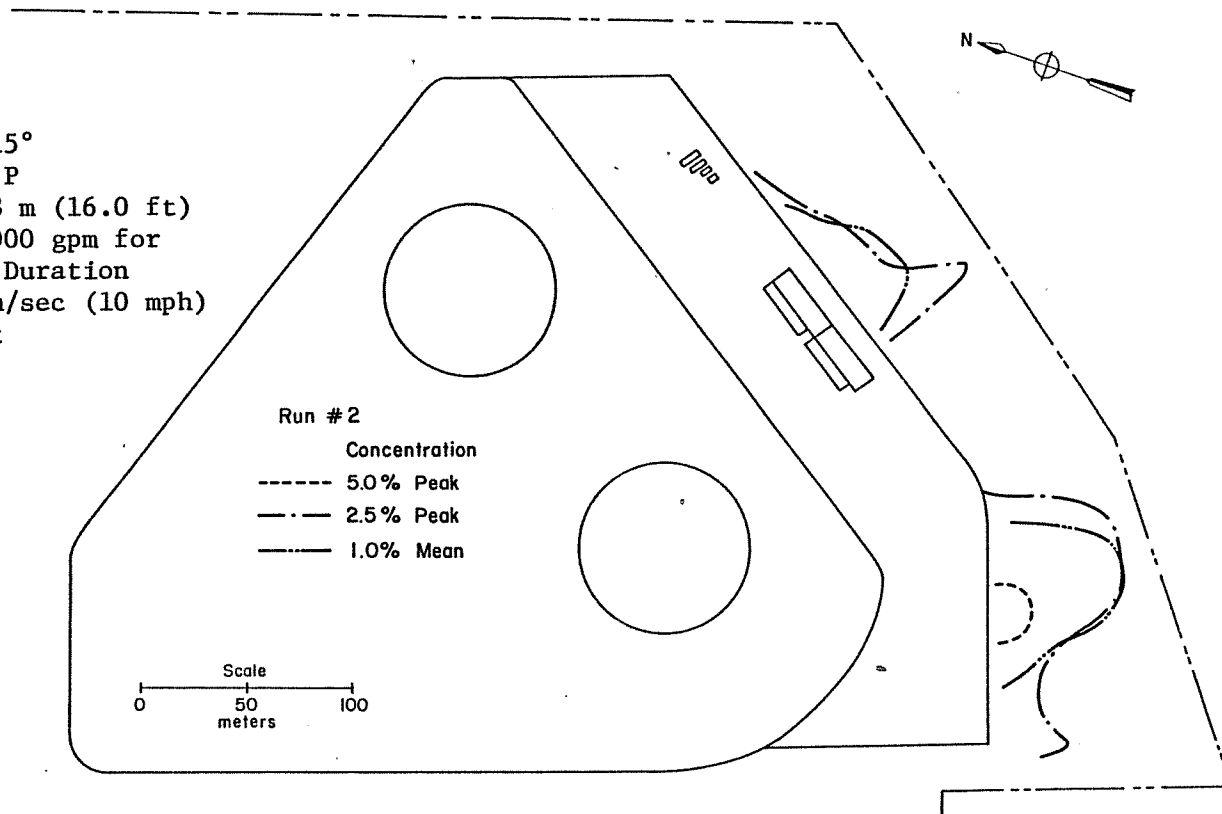 N
5°
P
m (16.0 ft)
gpm for
Duration
/sec (10 mph)
Run #2
Concentration
5.0% Peak
2.5% Peak
1.0% Mean
Scale
0 50 100
meters